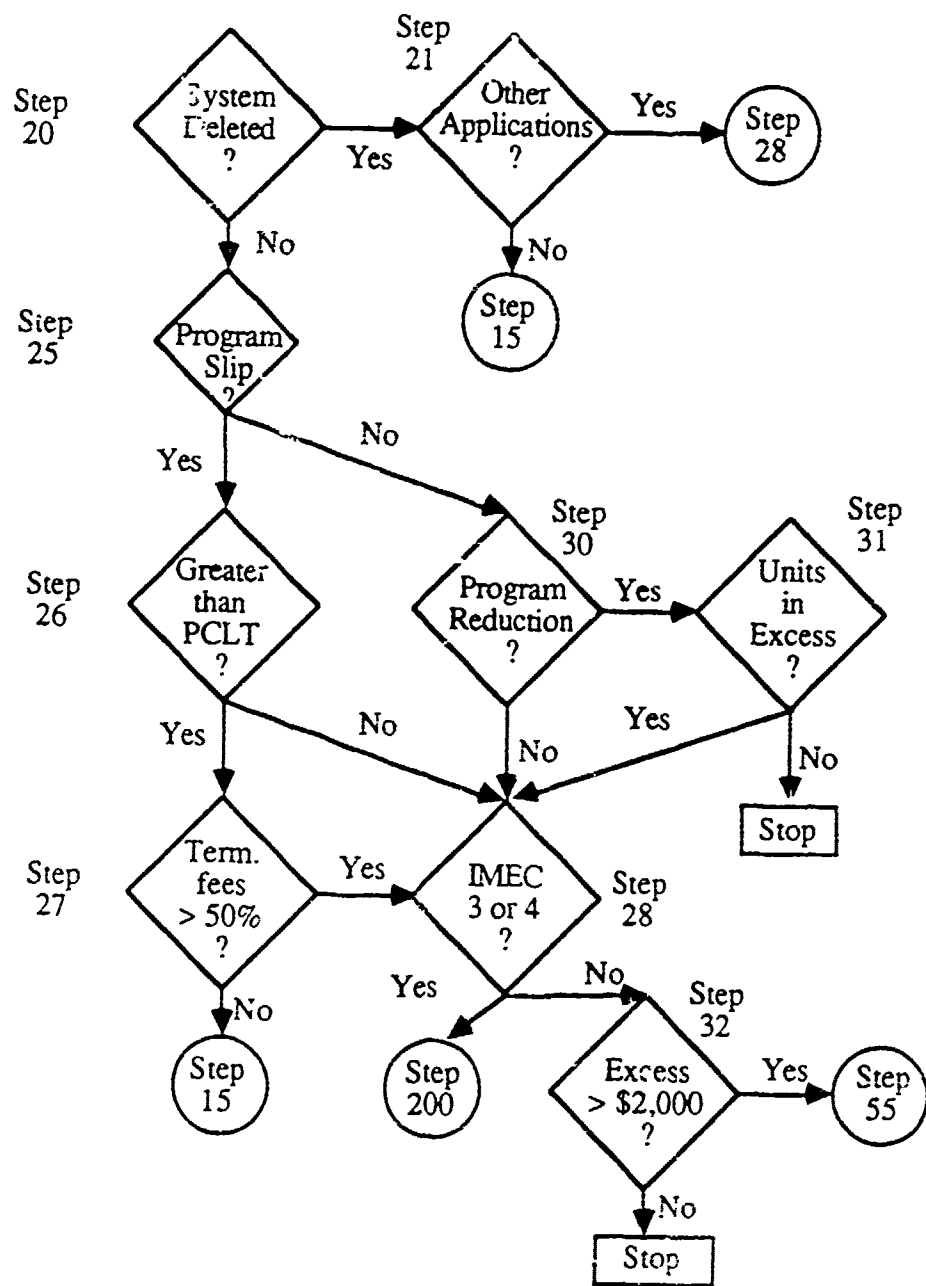 Step
20
System
Deleted
?
Yes
Step
21
Other
Applications
?
Yes
Step
28
No
No
Step
15
Step
25
Program
Slip
?
Yes
No
Step
26
Greater
than
PCLT
?
Step
30
Program
Reduction
?
Yes
Step
31
Units
in
Excess
?
Yes
No
No
Yes
No
Stop
Step
27
Term.
fees
> 50%
?
Yes
IMEC
3 or 4
?
Step
28
No
Yes
No
Step
32
Step
15
Step
200
Excess
> $2,000
?
Yes
Step
55
No
Stop